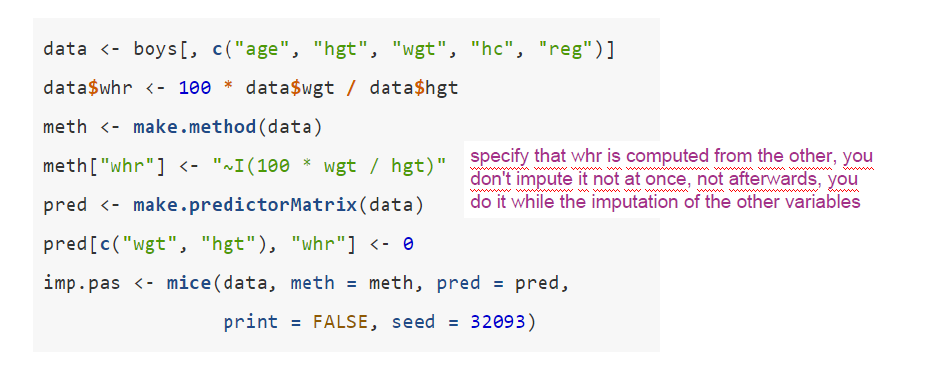 data <- boys[, c("age", "hgt", "wgt", "hc", "reg")]
data$whr <- 100 * data$wgt / data$hgt
meth <- make.method(data)
meth["whr"] <- "~I(100 * wgt / hgt)"
specify that whr is computed from the other, you
don't impute it not at once, not afterwards, you
do it while the imputation of the other variables
pred <- make.predictorMatrix(data)
pred[c("wgt", "hgt"), "whr"] <- 0
imp.pas <- mice(data, meth = meth, pred = pred,
print = FALSE, seed = 32093)